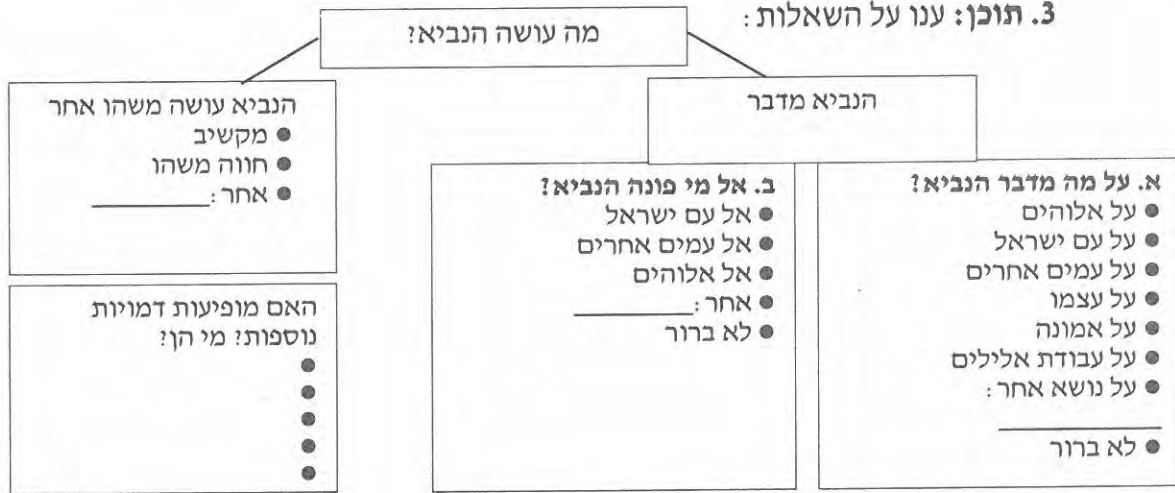 3. תוכן: ענו על השאלות:
מה עושה הנביא?
הנביא מדבר
א. על מה מדבר הנביא?
● על אלוהים
● על עם ישראל
● על עמים אחרים
● על עצמו
● על אמונה
● על עבודת אלילים
● על נושא אחר:
____________
● לא ברור
ב. אל מי פונה הנביא?
● אל עם ישראל
● אל עמים אחרים
● אל אלוהים
● אחר: __________
● לא ברור
הנביא עושה משהו אחר
● מקשיב
● חווה משהו
● אחר: __________
האם מופיעות דמויות
נוספות? מי הן?
●
●
●
●
●